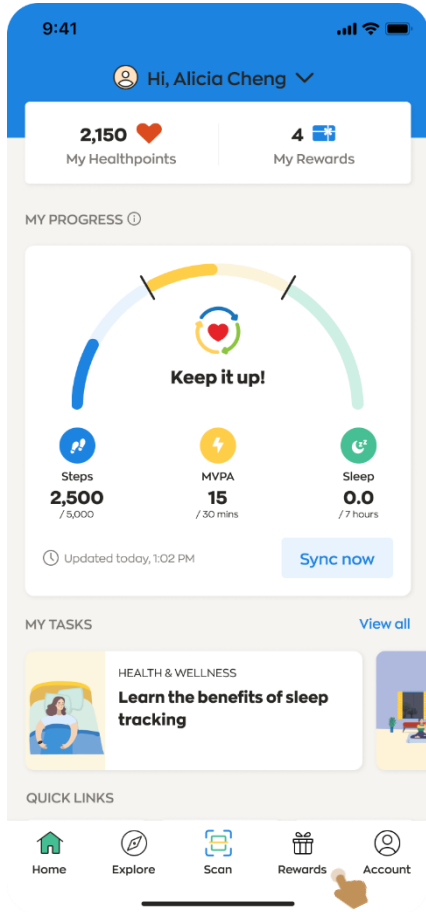 9:41
Hi, Alicia Cheng
2,150
My Healthpoints
4
My Rewards
MY PROGRESS
Keep it up!
Steps
2,500
/ 5,000
MVPA
15
/ 30 mins
Sleep
0.0
/ 7 hours
Updated today, 1:02 PM
Sync now
MY TASKS
View all
HEALTH & WELLNESS
Learn the benefits of sleep
tracking
QUICK LINKS
Home
Explore
Scan
Rewards
Account